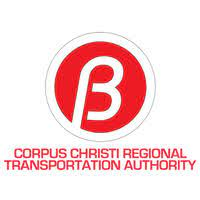 β
CORPUS CHRISTI REGIONAL
TRANSPORTATION AUTHORITY